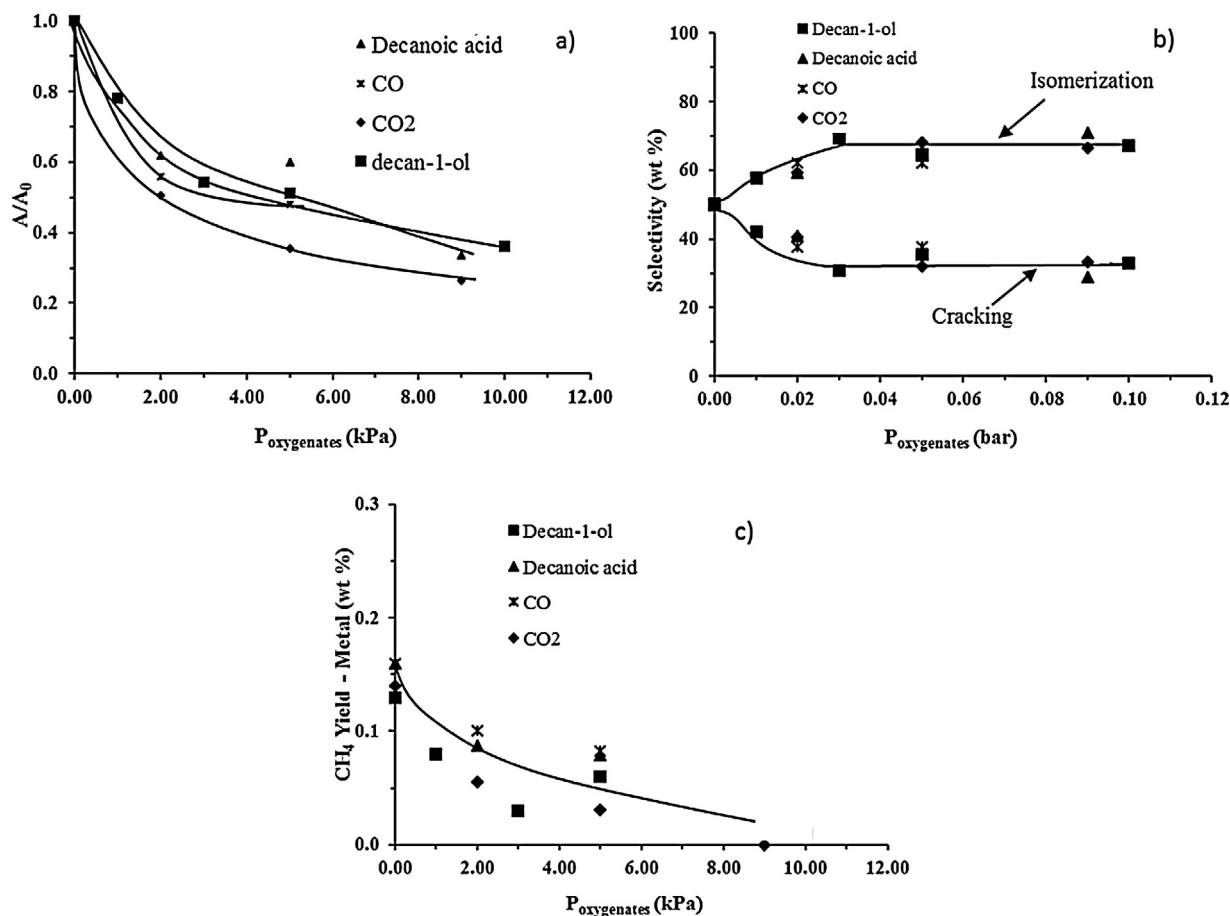 a)
1.0
0.8
0.6
0.4
0.2
0.0
A/A0
Decanoic acid
CO
CO2
decan-1-ol
0.00 2.00 4.00 6.00 8.00 10.00 12.00
Poxygenates (kPa)
b)
100
80
60
40
20
0
Selectivity (wt %)
Decan-1-ol
Decanoic acid
CO
CO2
Isomerization
Cracking
0.00 0.02 0.04 0.06 0.08 0.10 0.12
Poxygenates (bar)
c)
0.3
0.2
0.1
0.0
CH4 Yield - Metal (wt %)
Decan-1-ol
Decanoic acid
CO
CO2
0.00 2.00 4.00 6.00 8.00 10.00 12.00
Poxygenates (kPa)